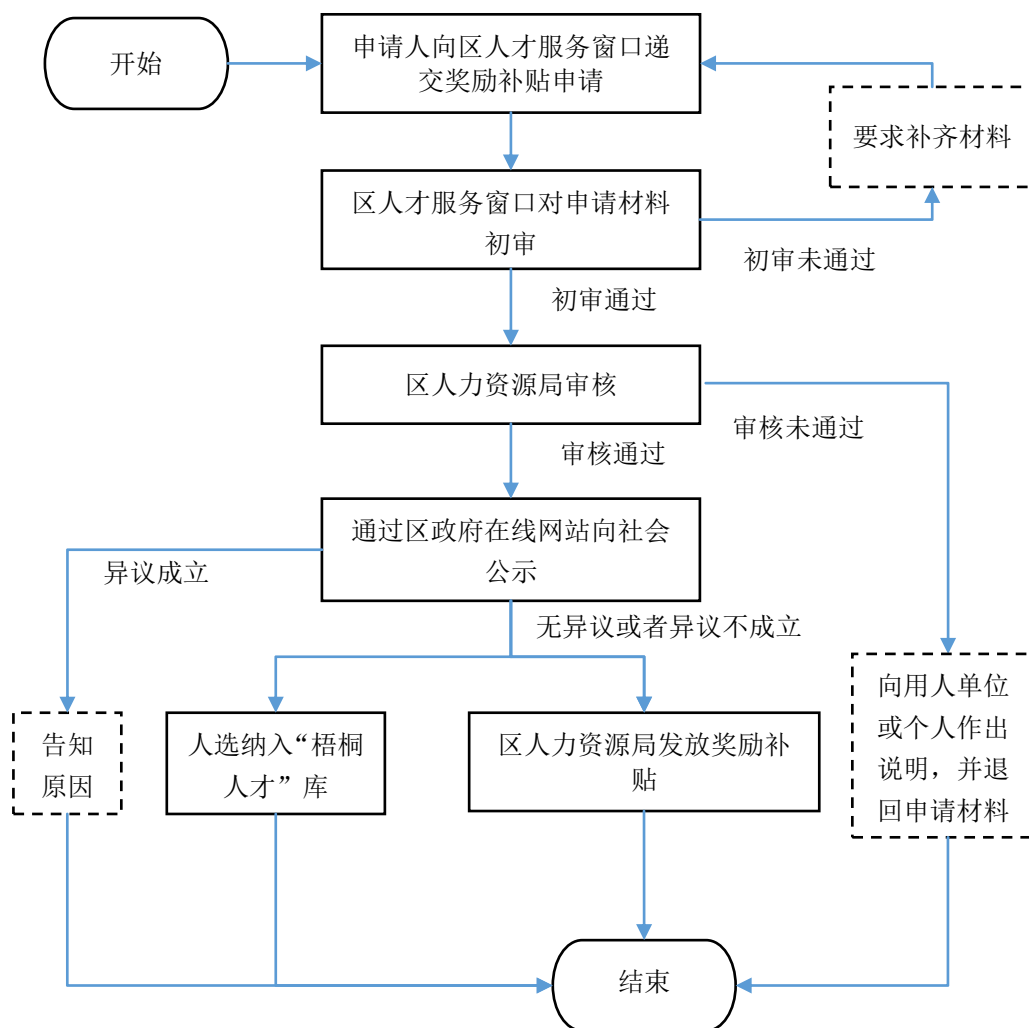 开始
申请人向区人才服务窗口递
交奖励补贴申请
要求补齐材料
区人才服务窗口对申请材料
初审
初审未通过
初审通过
区人力资源局审核
审核未通过
审核通过
通过区政府在线网站向社会
公示
异议成立
无异议或者异议不成立
告知
原因
人选纳入“梧桐
人才”库
区人力资源局发放奖励补
贴
向用人单位
或个人作出
说明，并退
回申请材料
结束